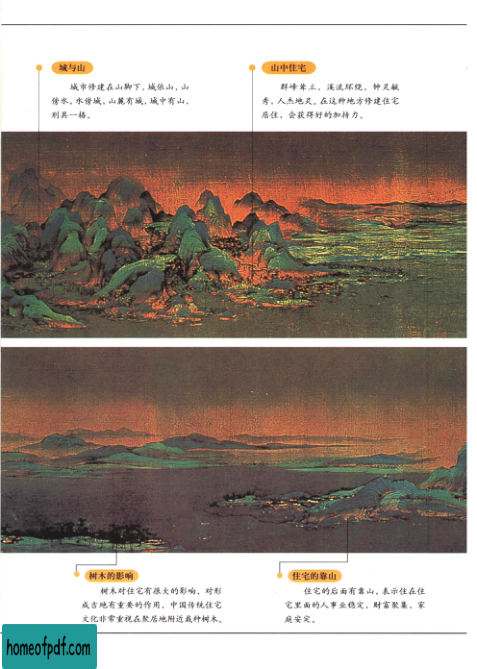 城与山
城市修建在山脚下，城依山，山
傍水，水傍城，山麓有城，城中有山，
别具一格。
山中住宅
群峰耸立，溪流环绕，钟灵毓
秀，人杰地灵。在这种地方修建住宅
居住，会获得好的加持力。
树木的影响
树木对住宅有很大的影响，对形
成吉地有重要的作用，中国传统住宅
文化非常重视在聚居地附近栽种树木。
住宅的靠山
住宅的后面有靠山，表示住在住
宅里面的人事业稳定，财富聚集，家
庭安定。
homeofpdf.com